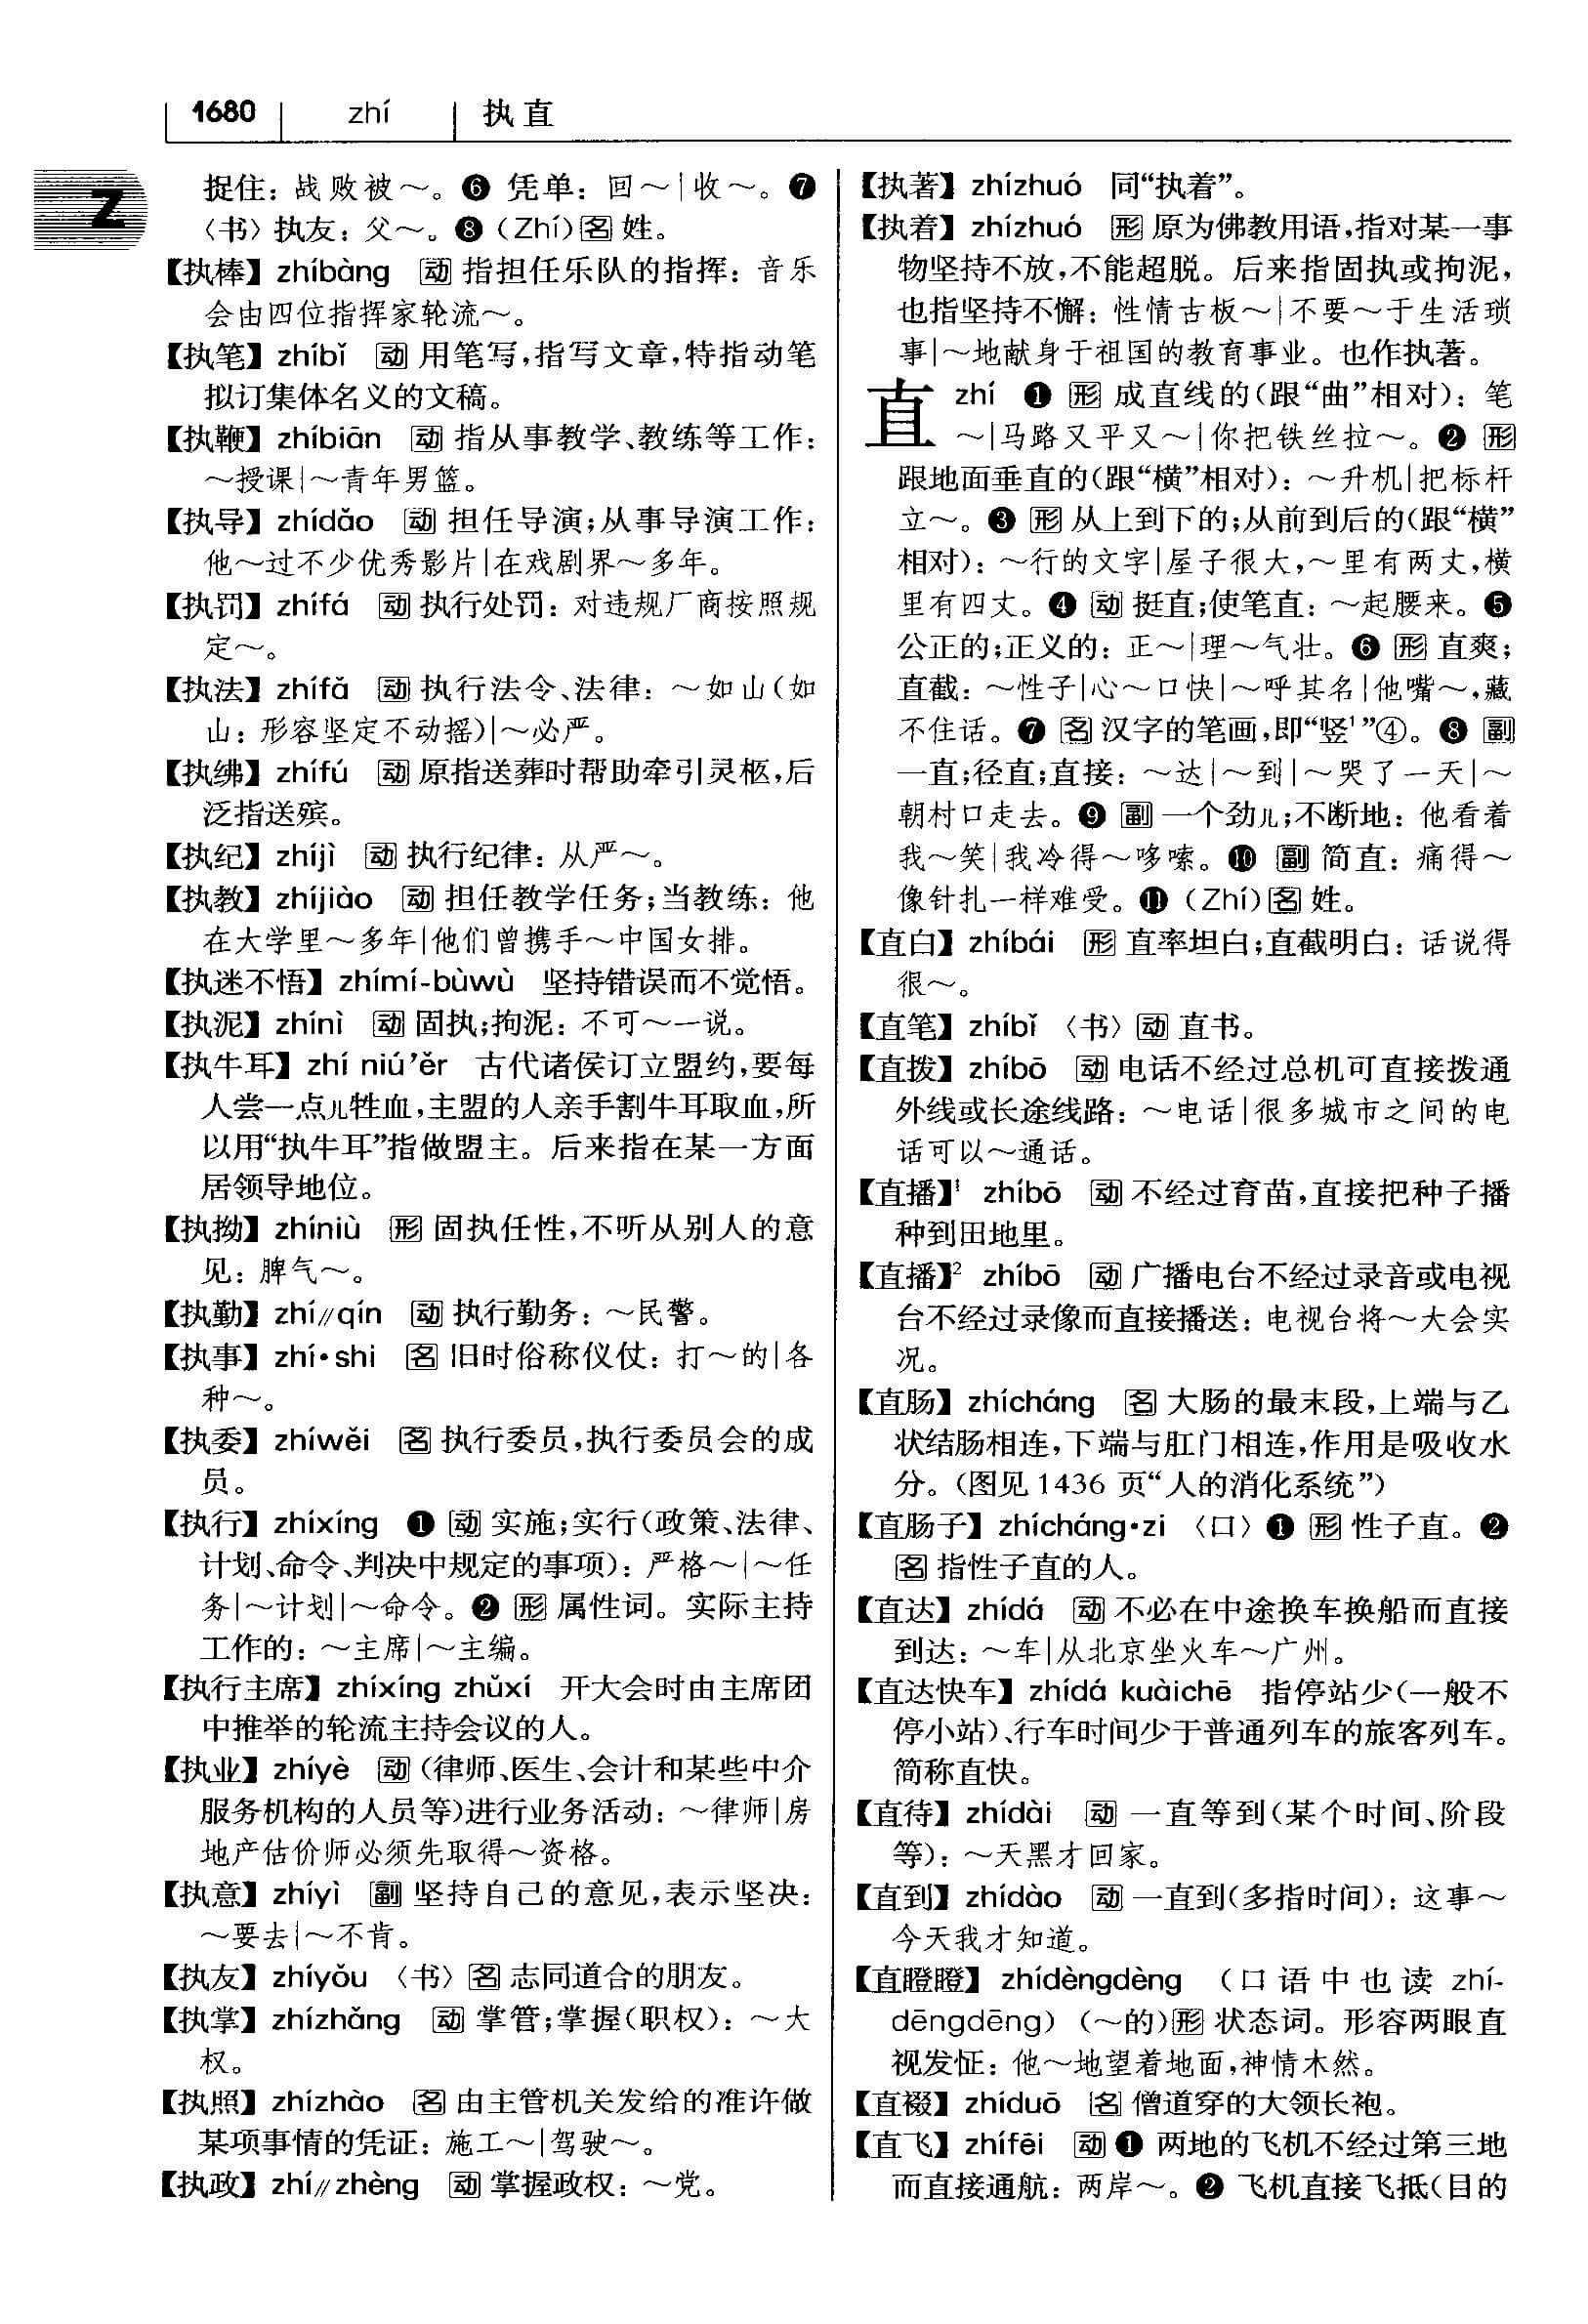 1680 zhí 执直
Z
捉住：战败被～。❻ 凭单：回～|收～。❼
〈书〉执友：父～。❽（Zhí）名 姓。
【执棒】zhíbàng 动 指担任乐队的指挥：音乐
会由四位指挥家轮流～。
【执笔】zhíbǐ 动 用笔写，指写文章，特指动笔
拟订集体名义的文稿。
【执鞭】zhíbiān 动 指从事教学、教练等工作：
～授课|～青年男篮。
【执导】zhídǎo 动 担任导演；从事导演工作：
他～过不少优秀影片|在戏剧界～多年。
【执罚】zhífá 动 执行处罚：对违规厂商按照规
定～。
【执法】zhífǎ 动 执行法令、法律：～如山（如
山：形容坚定不动摇）|～必严。
【执绋】zhífú 动 原指送葬时帮助牵引灵柩，后
泛指送殡。
【执纪】zhíjì 动 执行纪律：从严～。
【执教】zhíjiào 动 担任教学任务；当教练：他
在大学里～多年|他们曾携手～中国女排。
【执迷不悟】zhímí-bùwù 坚持错误而不觉悟。
【执泥】zhínì 动 固执；拘泥：不可～一说。
【执牛耳】zhí niú’ěr 古代诸侯订立盟约，要每
人尝一点儿牲血，主盟的人亲手割牛耳取血，所
以用“执牛耳”指做盟主。后来指在某一方面
居领导地位。
【执拗】zhíniù 形 固执任性，不听从别人的意
见：脾气～。
【执勤】zhí//qín 动 执行勤务：～民警。
【执事】zhí•shi 名 旧时俗称仪仗：打～的|各
种～。
【执委】zhíwěi 名 执行委员，执行委员会的成
员。
【执行】zhíxíng ❶ 动 实施；实行（政策、法律、
计划、命令、判决中规定的事项）：严格～|～任
务|～计划|～命令。❷ 形 属性词。实际主持
工作的：～主席|～主编。
【执行主席】zhíxíng zhǔxí 开大会时由主席团
中推举的轮流主持会议的人。
【执业】zhíyè 动（律师、医生、会计和某些中介
服务机构的人员等）进行业务活动：～律师|房
地产估价师必须先取得～资格。
【执意】zhíyì 副 坚持自己的意见，表示坚决：
～要去|～不肯。
【执友】zhíyǒu〈书〉名 志同道合的朋友。
【执掌】zhízhǎng 动 掌管；掌握（职权）：～大
权。
【执照】zhízhào 名 由主管机关发给的准许做
某项事情的凭证：施工～|驾驶～。
【执政】zhí//zhèng 动 掌握政权：～党。
【执著】zhízhuó 同“执着”。
【执着】zhízhuó 形 原为佛教用语，指对某一事
物坚持不放，不能超脱。后来指固执或拘泥，
也指坚持不懈：性情古板～|不要～于生活琐
事|～地献身于祖国的教育事业。也作执著。
直 zhí ❶ 形 成直线的（跟“曲”相对）：笔
～|马路又平又～|你把铁丝拉～。❷ 形
跟地面垂直的（跟“横”相对）：～升机|把标杆
立～。❸ 形 从上到下的；从前到后的（跟“横”
相对）：～行的文字|屋子很大，～里有两丈，横
里有四丈。❹ 动 挺直；使笔直：～起腰来。❺
公正的；正义的：正～|理～气壮。❻ 形 直爽；
直截：～性子|心～口快|～呼其名|他嘴～，藏
不住话。❼ 名 汉字的笔画，即“竖¹”④。❽ 副
一直；径直；直接：～达|～到|～哭了一天|～
朝村口走去。❾ 副 一个劲儿；不断地：他看着
我～笑|我冷得～哆嗦。❿ 副 简直：痛得～
像针扎一样难受。⓫（Zhí）名 姓。
【直白】zhíbái 形 直率坦白；直截明白：话说得
很～。
【直笔】zhíbǐ〈书〉动 直书。
【直拨】zhíbō 动 电话不经过总机可直接拨通
外线或长途线路：～电话|很多城市之间的电
话可以～通话。
【直播】¹ zhíbō 动 不经过育苗，直接把种子播
种到田地里。
【直播】² zhíbō 动 广播电台不经过录音或电视
台不经过录像而直接播送：电视台将～大会实
况。
【直肠】zhícháng 名 大肠的最末段，上端与乙
状结肠相连，下端与肛门相连，作用是吸收水
分。（图见 1436 页“人的消化系统”）
【直肠子】zhícháng•zi〈口〉❶ 形 性子直。❷
名 指性子直的人。
【直达】zhídá 动 不必在中途换车换船而直接
到达：～车|从北京坐火车～广州。
【直达快车】zhídá kuàichē 指停站少（一般不
停小站）、行车时间少于普通列车的旅客列车。
简称直快。
【直待】zhídài 动 一直等到（某个时间、阶段
等）：～天黑才回家。
【直到】zhídào 动 一直到（多指时间）：这事～
今天我才知道。
【直瞪瞪】zhídèngdèng （口语中也读 zhí-
dēngdēng）（～的）形 状态词。形容两眼直
视发怔：他～地望着地面，神情木然。
【直裰】zhíduō 名 僧道穿的大领长袍。
【直飞】zhífēi 动 ❶ 两地的飞机不经过第三地
而直接通航：两岸～。❷ 飞机直接飞抵（目的